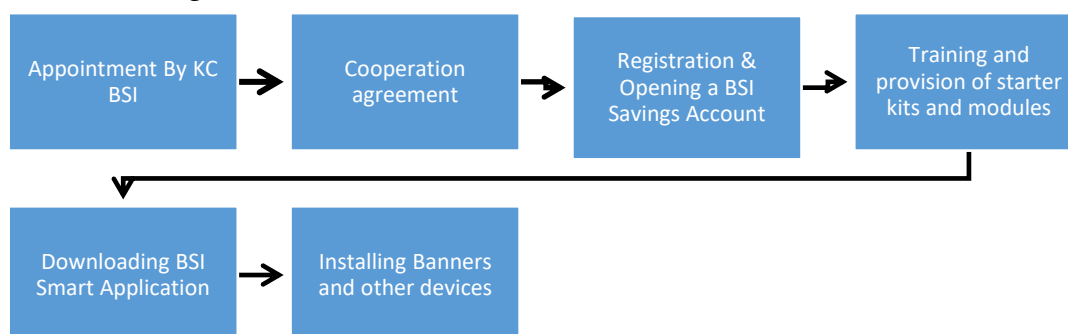 Appointment By KC
BSI
Cooperation
agreement
Registration &
Opening a BSI
Savings Account
Training and
provision of starter
kits and modules
Downloading BSI
Smart Application
Installing Banners
and other devices